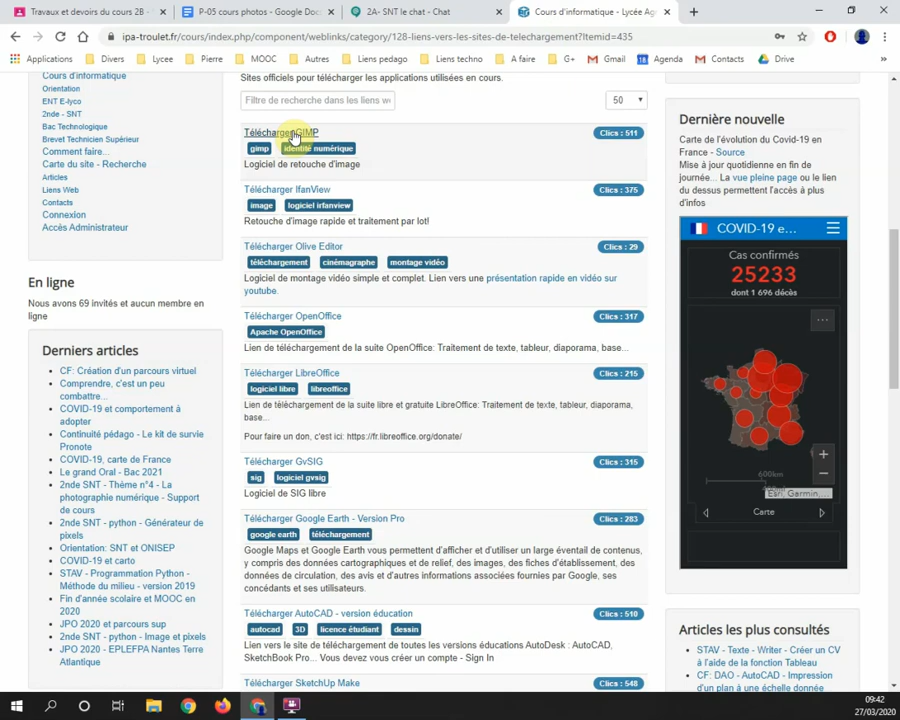 Travaux et devoirs du cours 2B -
P-05 cours photos - Google Docs
2A- SNT le chat - Chat
Cours d'informatique - Lycée Ag
ipa-troulet.fr/cours/index.php/component/weblinks/category/128-liens-vers-les-sites-de-telechargement?Itemid=435
Applications Divers Lycee Pierre MOOC Autres Liens pedago Liens techno A faire G+ Gmail Agenda Contacts Drive
Cours d'informatique
Orientation
ENT E-lyco
2nde - SNT
Bac Technologique
Brevet Technicien Supérieur
Comment faire...
Carte du site - Recherche
Articles
Liens Web
Contacts
Connexion
Accès Administrateur
En ligne
Nous avons 69 invités et aucun membre en
ligne
Derniers articles
CF: Création d'un parcours virtuel
Comprendre, c'est un peu
combattre...
COVID-19 et comportement à
adopter
Continuité pédago - Le kit de survie
Pronote
COVID-19, carte de France
Le grand Oral - Bac 2021
2nde SNT - Thème n°4 - La
photographie numérique - Support
de cours
2nde SNT - python - Générateur de
pixels
Orientation: SNT et ONISEP
COVID-19 et carto
STAV - Programmation Python -
Méthode du milieu - version 2019
Fin d'année scolaire et MOOC en
2020
JPO 2020 et parcours sup
2nde SNT - python - Image et pixels
JPO 2020 - EPLEFPA Nantes Terre
Atlantique
Sites officiels pour télécharger les applications utilisées en cours.
Filtre de recherche dans les liens we
50
Télécharger GIMP
Clics : 511
gimp identité numérique
Logiciel de retouche d'image
Télécharger IfanView
Clics : 375
image logiciel irfanview
Retouche d'image rapide et traitement par lot!
Télécharger Olive Editor
Clics : 29
téléchargement cinémagraphe montage vidéo
Logiciel de montage vidéo simple et complet. Lien vers une présentation rapide en vidéo sur
youtube.
Télécharger OpenOffice
Clics : 317
Apache OpenOffice
Lien de téléchargement de la suite OpenOffice: Traitement de texte, tableur, diaporama, base...
Télécharger LibreOffice
Clics : 215
logiciel libre libreoffice
Lien de téléchargement de la suite libre et gratuite LibreOffice: Traitement de texte, tableur, diaporama,
base...
Pour faire un don, c'est ici: https://fr.libreoffice.org/donate/
Télécharger GvSIG
Clics : 315
sig logiciel gvsig
Logiciel de SIG libre
Télécharger Google Earth - Version Pro
Clics : 283
google earth téléchargement
Google Maps et Google Earth vous permettent d'afficher et d'utiliser un large éventail de contenus,
y compris des données cartographiques et de relief, des images, des fiches d'établissement, des
données de circulation, des avis et d'autres informations associées fournies par Google, ses
concédants et ses utilisateurs.
Télécharger AutoCAD - version éducation
Clics : 510
autocad 3D licence étudiant dessin
Lien vers le site de téléchargement de toutes les versions éducations AutoDesk : AutoCAD,
SketchBook Pro... Vous devez vous créer un compte - Sign In
Télécharger SketchUp Make
Clics : 548
Dernière nouvelle
Carte de l'évolution du Covid-19 en
France - Source
Mise à jour quotidienne en fin de
journée... La vue pleine page ou le lien
du dessus permettent l'accès à plus
d'infos
COVID-19 e...
Cas confirmés
25233
dont 1 696 décès
600km
Esri, Garmin,...
Carte
Articles les plus consultés
STAV - Texte - Writer - Créer un CV
à l'aide de la fonction Tableau
CF: DAO - AutoCAD - Impression
d'un plan à une échelle donnée
09:42
27/03/2020